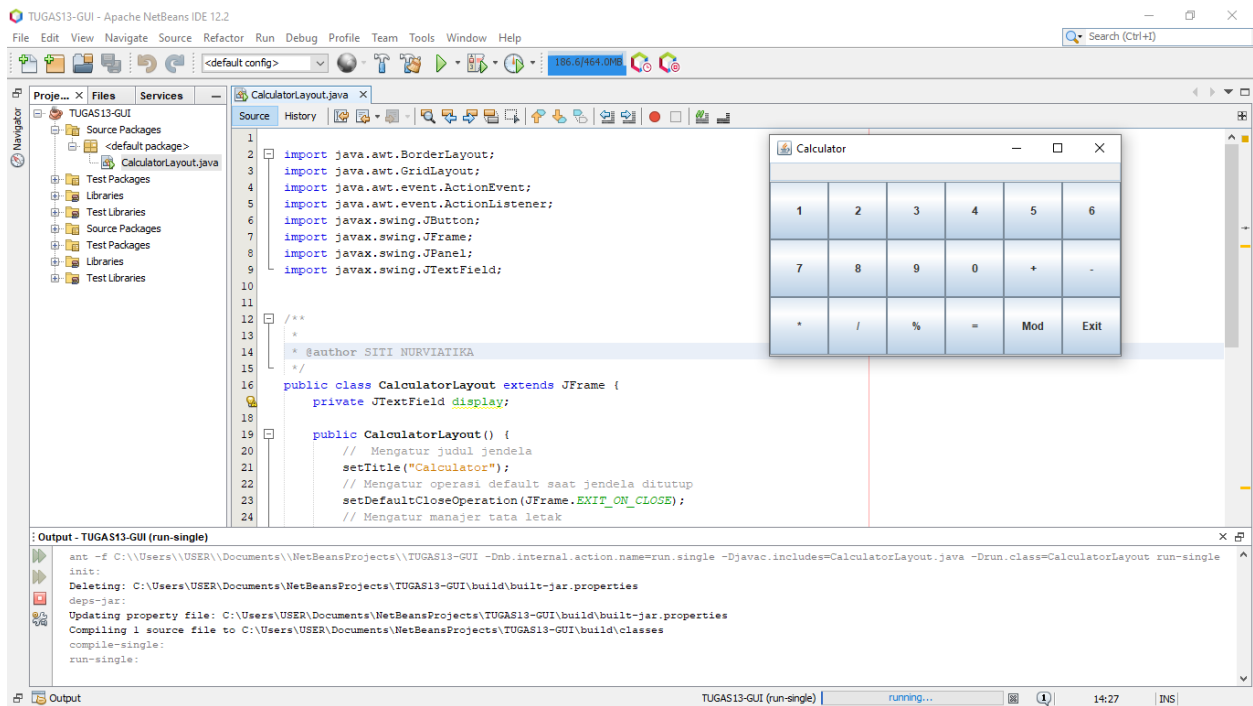 TUGAS13-GUI - Apache NetBeans IDE 12.2
File Edit View Navigate Source Refactor Run Debug Profile Team Tools Window Help
Search (Ctrl+I)
<default config>
186.6/464.0MB
Proje... Files Services
Navigator
TUGAS13-GUI
Source Packages
<default package>
CalculatorLayout.java
Test Packages
Libraries
Test Libraries
Source Packages
Test Packages
Libraries
Test Libraries
CalculatorLayout.java
Source History
1
2 import java.awt.BorderLayout;
3 import java.awt.GridLayout;
4 import java.awt.event.ActionEvent;
5 import java.awt.event.ActionListener;
6 import javax.swing.JButton;
7 import javax.swing.JFrame;
8 import javax.swing.JPanel;
9 import javax.swing.JTextField;
10
11
12 /**
13 *
14 * @author SITI NURVIATIKA
15 */
16 public class CalculatorLayout extends JFrame {
private JTextField display;
18
19 public CalculatorLayout() {
20 // Mengatur judul jendela
21 setTitle("Calculator");
22 // Mengatur operasi default saat jendela ditutup
23 setDefaultCloseOperation(JFrame.EXIT_ON_CLOSE);
24 // Mengatur manajer tata letak
Calculator
1 2 3 4 5 6
7 8 9 0 + -
* / % = Mod Exit
Output - TUGAS13-GUI (run-single)
ant -f C:\\Users\\USER\\Documents\\NetBeansProjects\\TUGAS13-GUI -Dnb.internal.action.name=run.single -Djavac.includes=CalculatorLayout.java -Drun.class=CalculatorLayout run-single
init:
Deleting: C:\Users\USER\Documents\NetBeansProjects\TUGAS13-GUI\build\built-jar.properties
deps-jar:
Updating property file: C:\Users\USER\Documents\NetBeansProjects\TUGAS13-GUI\build\built-jar.properties
Compiling 1 source file to C:\Users\USER\Documents\NetBeansProjects\TUGAS13-GUI\build\classes
compile-single:
run-single:
Output
TUGAS13-GUI (run-single) running... 1 14:27 INS